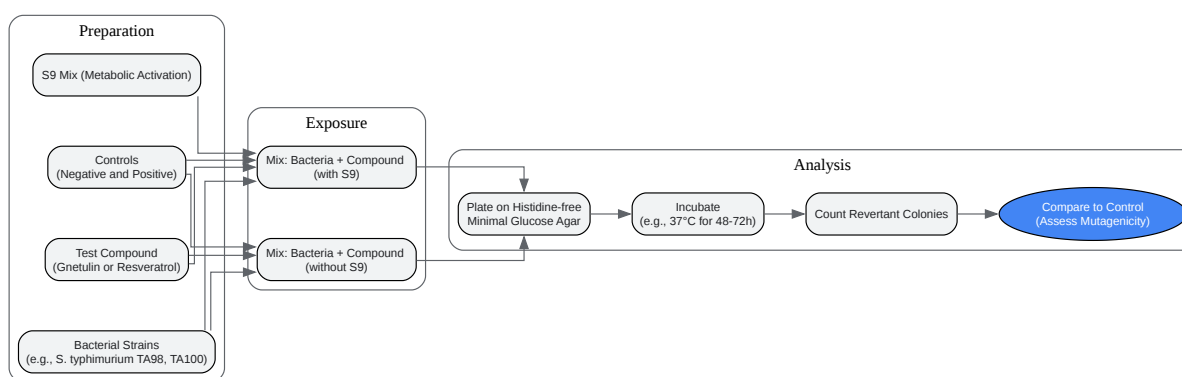 Preparation
S9 Mix (Metabolic Activation)
Controls
(Negative and Positive)
Test Compound
(Gnetulin or Resveratrol)
Bacterial Strains
(e.g., S. typhimurium TA98, TA100)
Exposure
Mix: Bacteria + Compound
(with S9)
Mix: Bacteria + Compound
(without S9)
Analysis
Plate on Histidine-free
Minimal Glucose Agar
Incubate
(e.g., 37°C for 48-72h)
Count Revertant Colonies
Compare to Control
(Assess Mutagenicity)